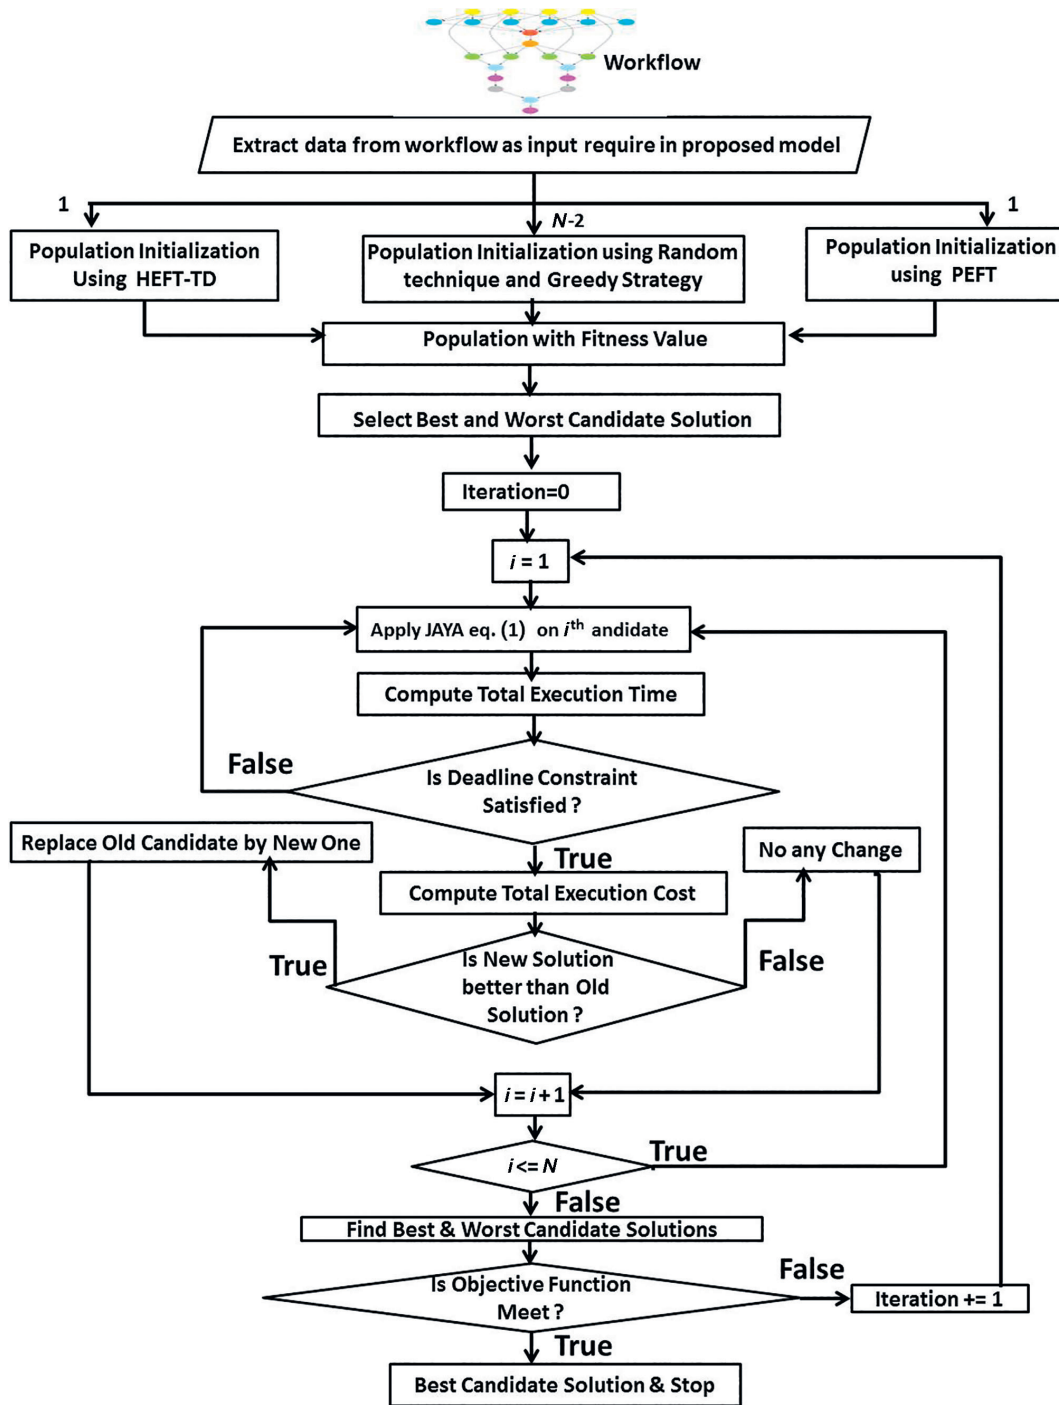 Workflow
Extract data from workflow as input require in proposed model
1
N-2
1
Population Initialization
Using HEFT-TD
Population Initialization using Random
technique and Greedy Strategy
Population Initialization
using PEFT
Population with Fitness Value
Select Best and Worst Candidate Solution
Iteration=0
i = 1
Apply JAYA eq. (1) on ith andidate
Compute Total Execution Time
False
Is Deadline Constraint
Satisfied ?
Replace Old Candidate by New One
True
No any Change
Compute Total Execution Cost
True
Is New Solution
better than Old
Solution ?
False
i = i + 1
i <= N
True
False
Find Best & Worst Candidate Solutions
Is Objective Function
Meet ?
False
Iteration += 1
True
Best Candidate Solution & Stop